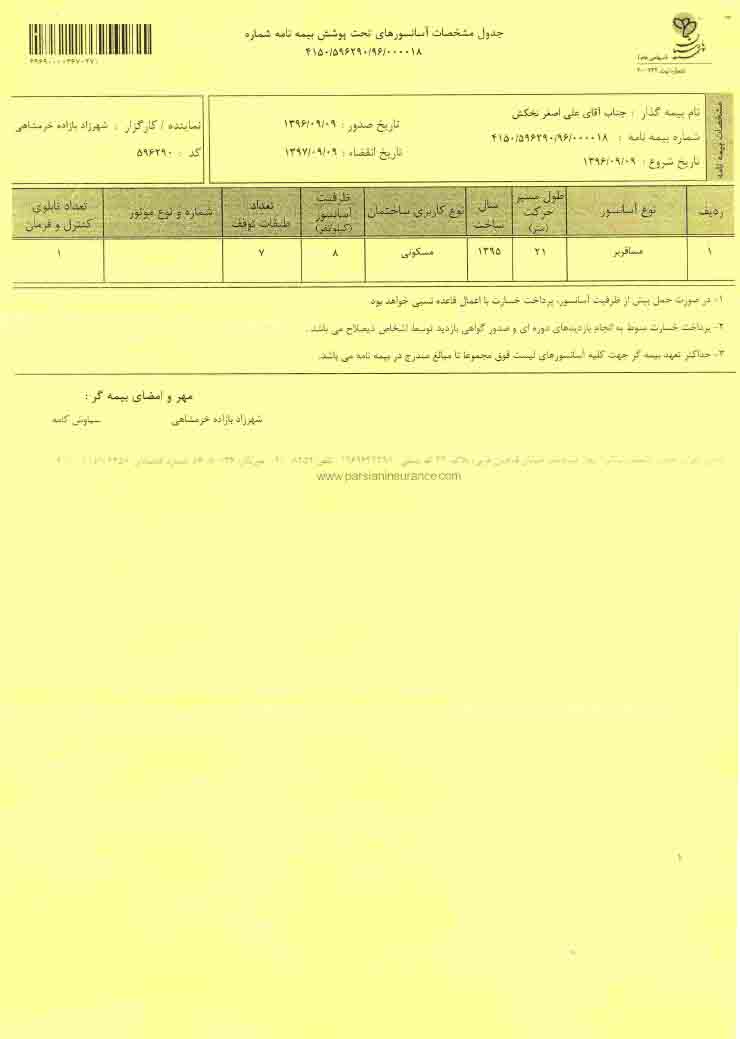 جدول مشخصات آسانسورهای تحت پوشش بیمه نامه شماره
۴۱۵۰/۵۹۶۲۹۰/۹۶/۰۰۰۰۱۸
(سهامی عام)
مشخصات بیمه نامه
نام بیمه گذار : جناب آقای علی اصغر نخکش
شماره بیمه نامه : ۴۱۵۰/۵۹۶۲۹۰/۹۶/۰۰۰۰۱۸
تاریخ شروع : ۱۳۹۶/۰۹/۰۹
تاریخ صدور : ۱۳۹۶/۰۹/۰۹
تاریخ انقضاء : ۱۳۹۷/۰۹/۰۹
نماینده / کارگزار : شهرزاد بازاده خرمشاهی
کد : ۵۹۶۲۹۰
ردیف نوع آسانسور طول مسیر حرکت (متر) سال ساخت نوع کاربری ساختمان ظرفیت آسانسور (کیلو/نفر) تعداد طبقات توقف شماره و نوع موتور تعداد تابلوی کنترل و فرمان
۱ مسافربر ۲۱ ۱۳۹۵ مسکونی ۸ ۷ ۱
۱- در صورت حمل بیش از ظرفیت آسانسور، پرداخت خسارت با اعمال قاعده نسبی خواهد بود.
۲- پرداخت خسارت منوط به انجام بازدیدهای دوره ای و صدور گواهی بازدید توسط اشخاص ذیصلاح می باشد .
۳- حداکثر تعهد بیمه گر جهت کلیه آسانسورهای لیست فوق مجموعا تا مبالغ مندرج در بیمه نامه می باشد.
مهر و امضای بیمه گر :
شهرزاد بازاده خرمشاهی سیاوش کامه
www.parsianinsurance.com
۱